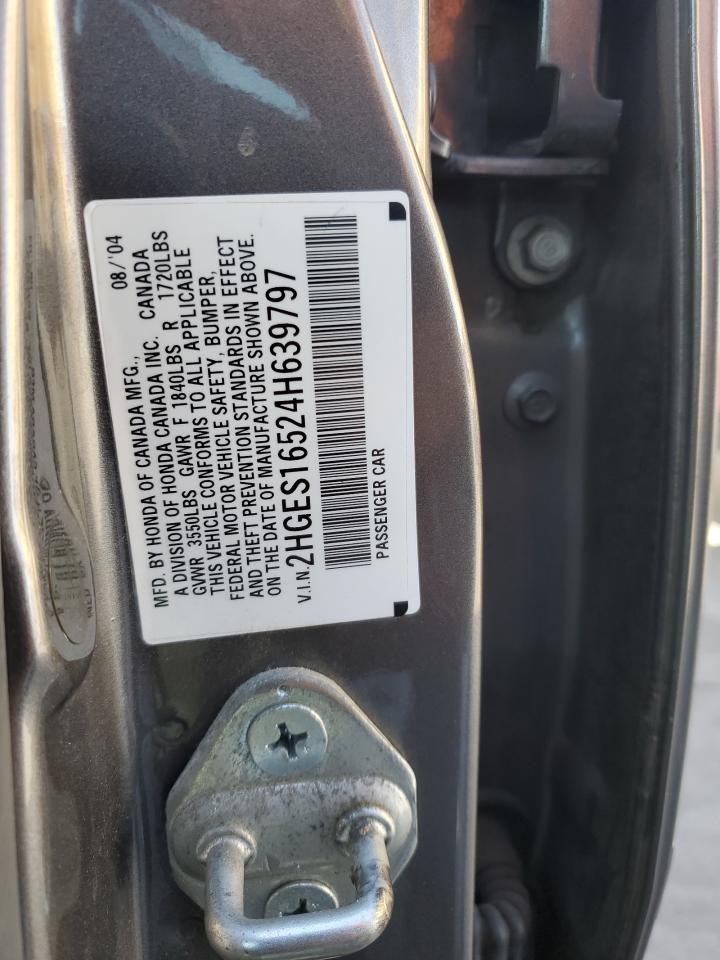 MFD. BY HONDA OF CANADA MFG., 08/'04
A DIVISION OF HONDA CANADA INC. CANADA
GVWR 3550LBS GAWR F 1840LBS R 1720LBS
THIS VEHICLE CONFORMS TO ALL APPLICABLE
FEDERAL MOTOR VEHICLE SAFETY, BUMPER,
AND THEFT PREVENTION STANDARDS IN EFFECT
ON THE DATE OF MANUFACTURE SHOWN ABOVE.
V.I.N.2HGES16524H639797
PASSENGER CAR